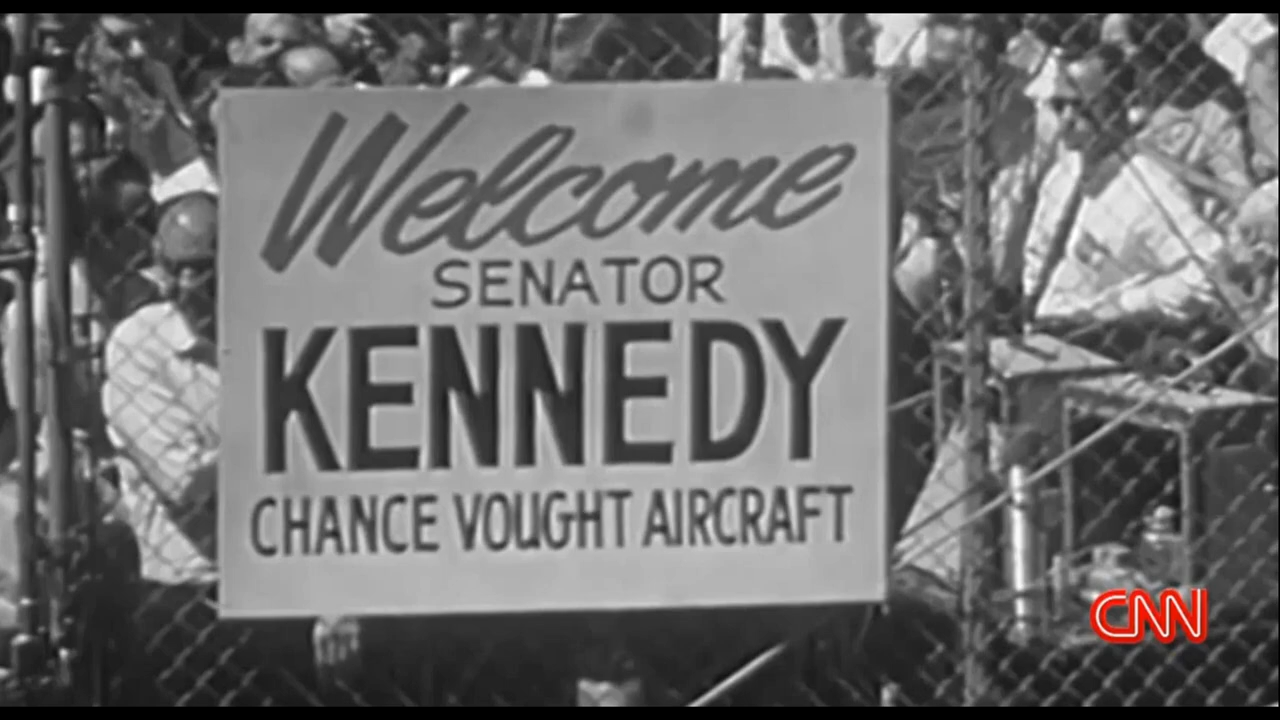 Welcome
SENATOR
KENNEDY
CHANCE VOUGHT AIRCRAFT
CNN